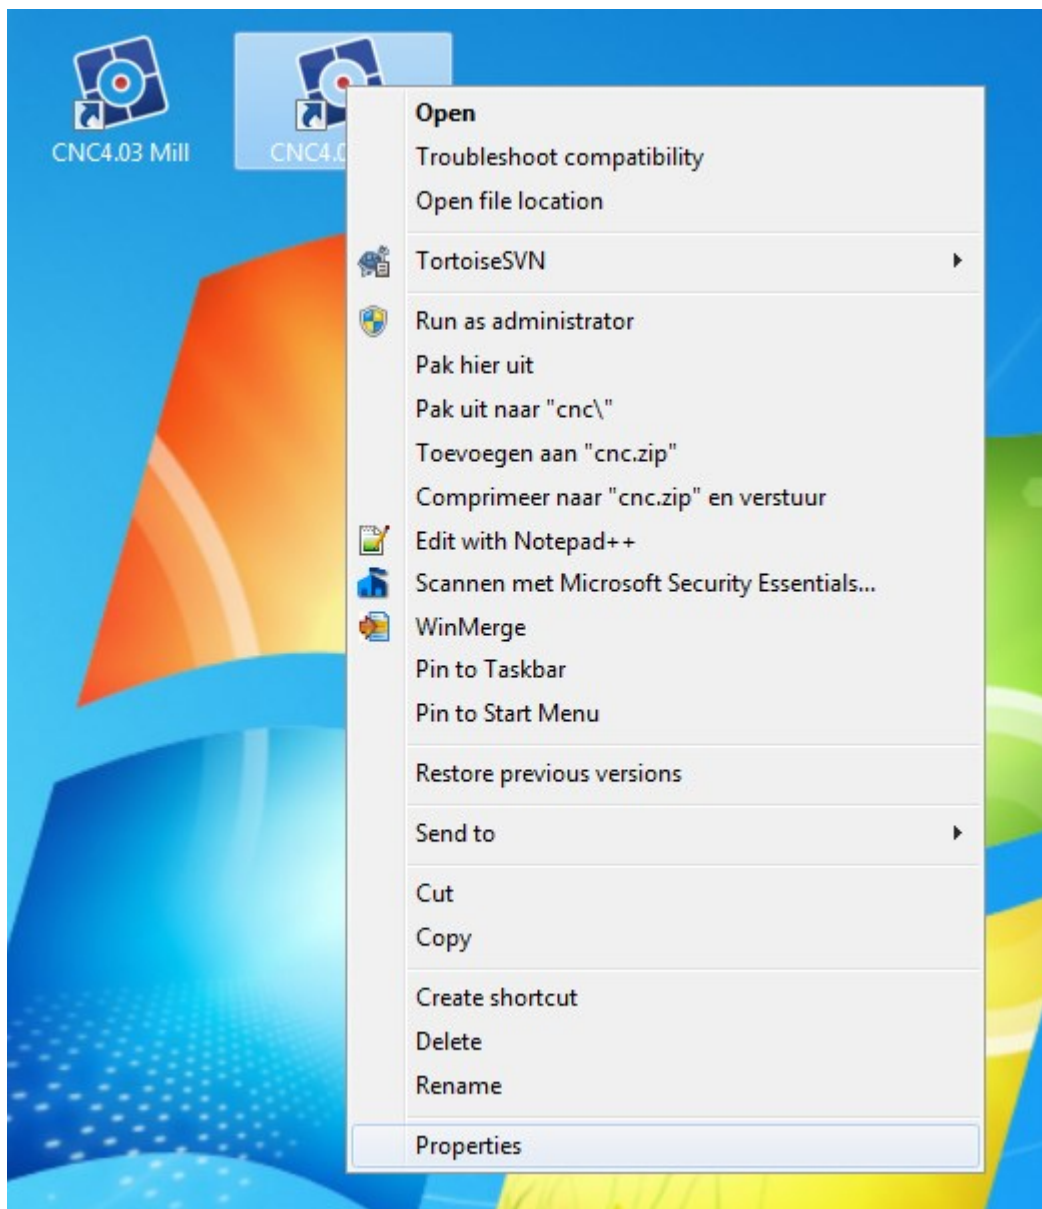 CNC4.03 Mill
CNC4.0
Open
Troubleshoot compatibility
Open file location
TortoiseSVN
Run as administrator
Pak hier uit
Pak uit naar "cnc\"
Toevoegen aan "cnc.zip"
Comprimeer naar "cnc.zip" en verstuur
Edit with Notepad++
Scannen met Microsoft Security Essentials...
WinMerge
Pin to Taskbar
Pin to Start Menu
Restore previous versions
Send to
Cut
Copy
Create shortcut
Delete
Rename
Properties